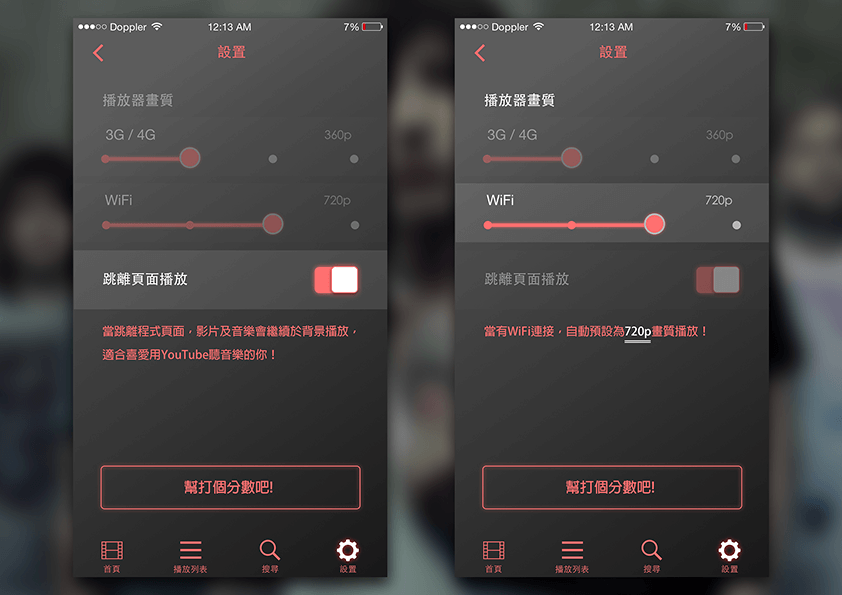 Doppler 12:13 AM 7%
設置
播放器畫質
3G / 4G 360p
WiFi 720p
跳離頁面播放
當跳離程式頁面，影片及音樂會繼續於背景播放，
適合喜愛用YouTube聽音樂的你！
幫打個分數吧!
首頁 播放列表 搜尋 設置
Doppler 12:13 AM 7%
設置
播放器畫質
3G / 4G 360p
WiFi 720p
跳離頁面播放
當有WiFi連接，自動預設為720p畫質播放！
幫打個分數吧!
首頁 播放列表 搜尋 設置